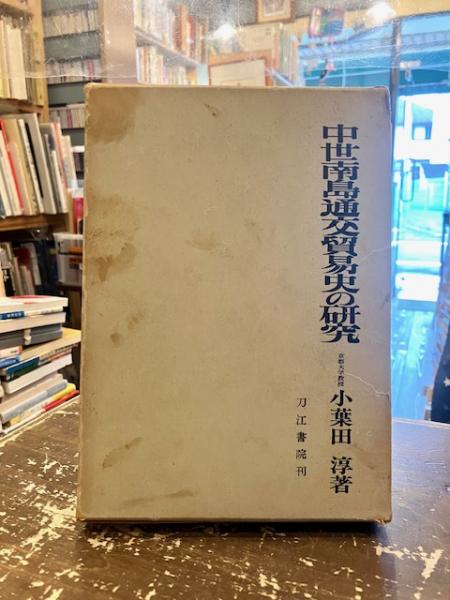 中世南島通交貿易史の研究
京都大学教授 小葉田 淳著
刀江書院刊